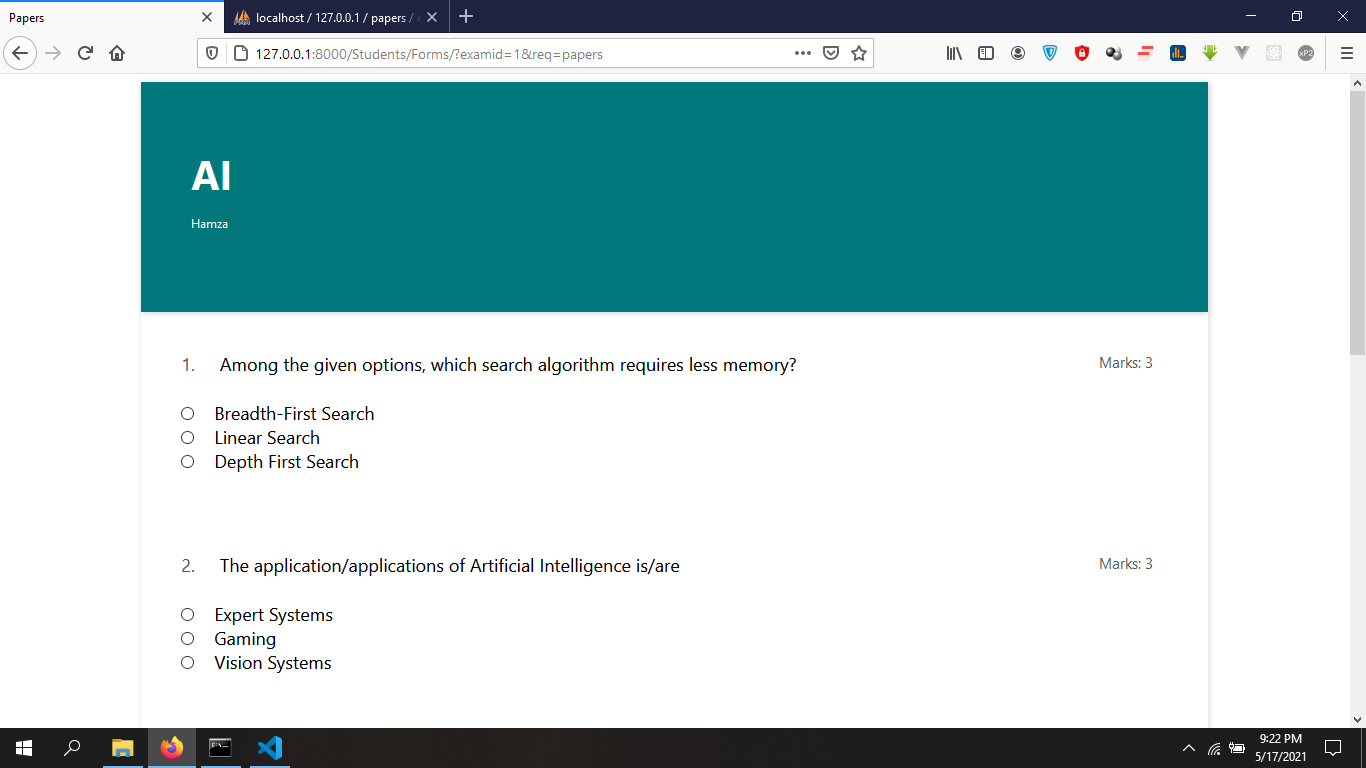 Papers
localhost / 127.0.0.1 / papers /
127.0.0.1:8000/Students/Forms/?examid=1&req=papers
xP2
AI
Hamza
1. Among the given options, which search algorithm requires less memory? Marks: 3
Breadth-First Search
Linear Search
Depth First Search
2. The application/applications of Artificial Intelligence is/are Marks: 3
Expert Systems
Gaming
Vision Systems
9:22 PM
5/17/2021